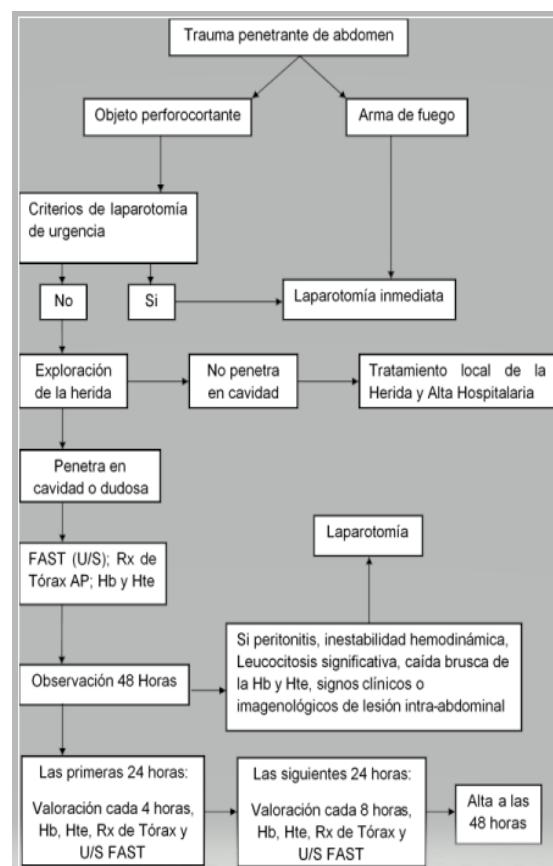 Trauma penetrante de abdomen
Objeto perforocortante
Arma de fuego
Criterios de laparotomía
de urgencia
No
Si
Laparotomía inmediata
Exploración
de la herida
No penetra
en cavidad
Tratamiento local de la
Herida y Alta Hospitalaria
Penetra en
cavidad o dudosa
Laparotomía
FAST (U/S); Rx de
Tórax AP; Hb y Hte
Si peritonitis, inestabilidad hemodinámica,
Leucocitosis significativa, caída brusca de
la Hb y Hte, signos clínicos o
imagenológicos de lesión intra-abdominal
Observación 48 Horas
Las primeras 24 horas:
Valoración cada 4 horas,
Hb, Hte, Rx de Tórax y
U/S FAST
Las siguientes 24 horas:
Valoración cada 8 horas,
Hb, Hte, Rx de Tórax y
U/S FAST
Alta a las
48 horas